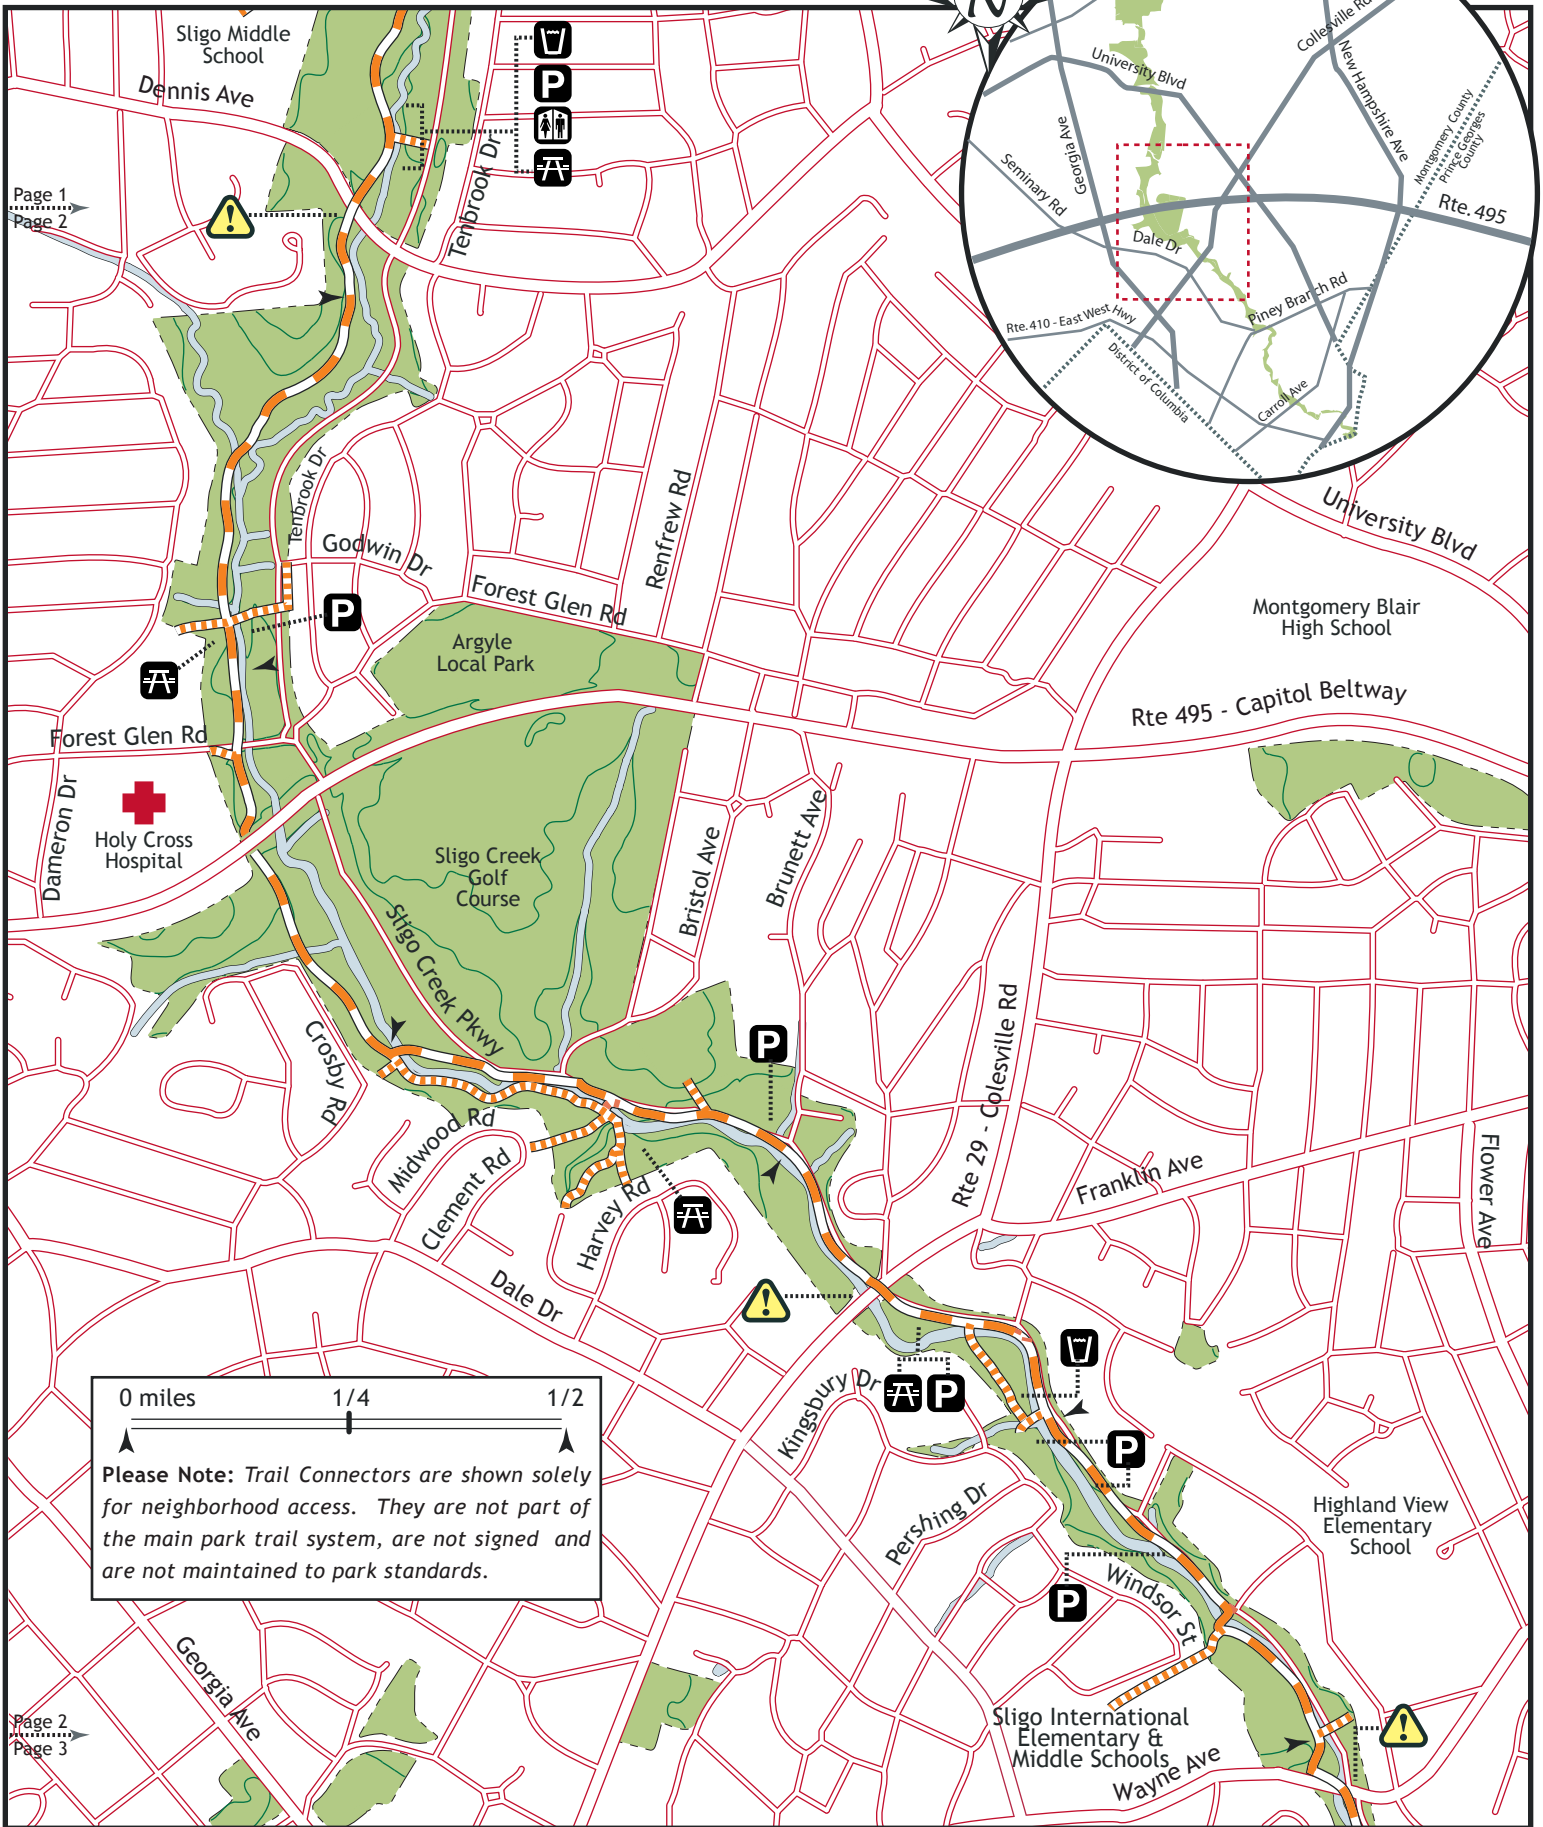 Sligo Middle
School
Dennis Ave
Tenbrook Dr
P
Page 1
Page 2
!
N
University Blvd
Collesville Rd
New Hampshire Ave
Montgomery County
Prince Georges
County
Georgia Ave
Seminary Rd
Rte. 495
Dale Dr
Piney Branch Rd
Rte. 410 - East West Hwy
District of Columbia
Carroll Ave
University Blvd
Tenbrook Dr
Godwin Dr
Renfrew Rd
Forest Glen Rd
P
Argyle
Local Park
Montgomery Blair
High School
Rte 495 - Capitol Beltway
Forest Glen Rd
Dameron Dr
Holy Cross
Hospital
Sligo Creek
Golf
Course
Bristol Ave
Brunett Ave
Sligo Creek Pkwy
Crosby Rd
P
Rte 29 - Colesville Rd
Midwood Rd
Clement Rd
Harvey Rd
Franklin Ave
Flower Ave
Dale Dr
!
Kingsbury Dr
P
P
0 miles
1/4
1/2
Please Note: Trail Connectors are shown solely
for neighborhood access. They are not part of
the main park trail system, are not signed and
are not maintained to park standards.
Pershing Dr
Highland View
Elementary
School
P
Windsor St
Georgia Ave
Sligo International
Elementary &
Middle Schools
Wayne Ave
!
Page 2
Page 3